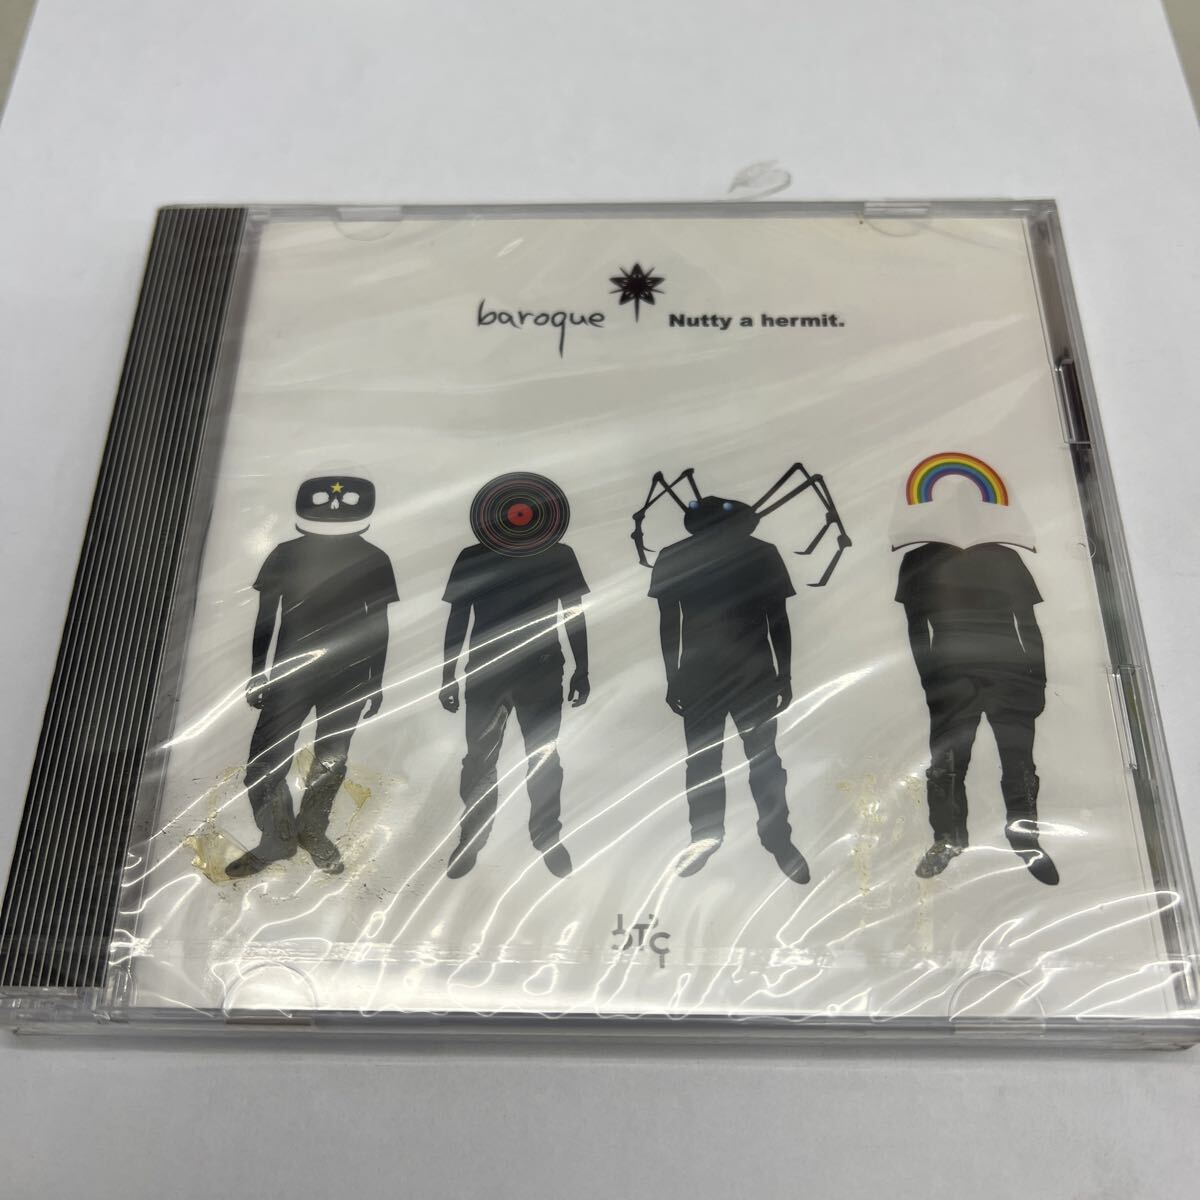 baroque Nutty a hermit.